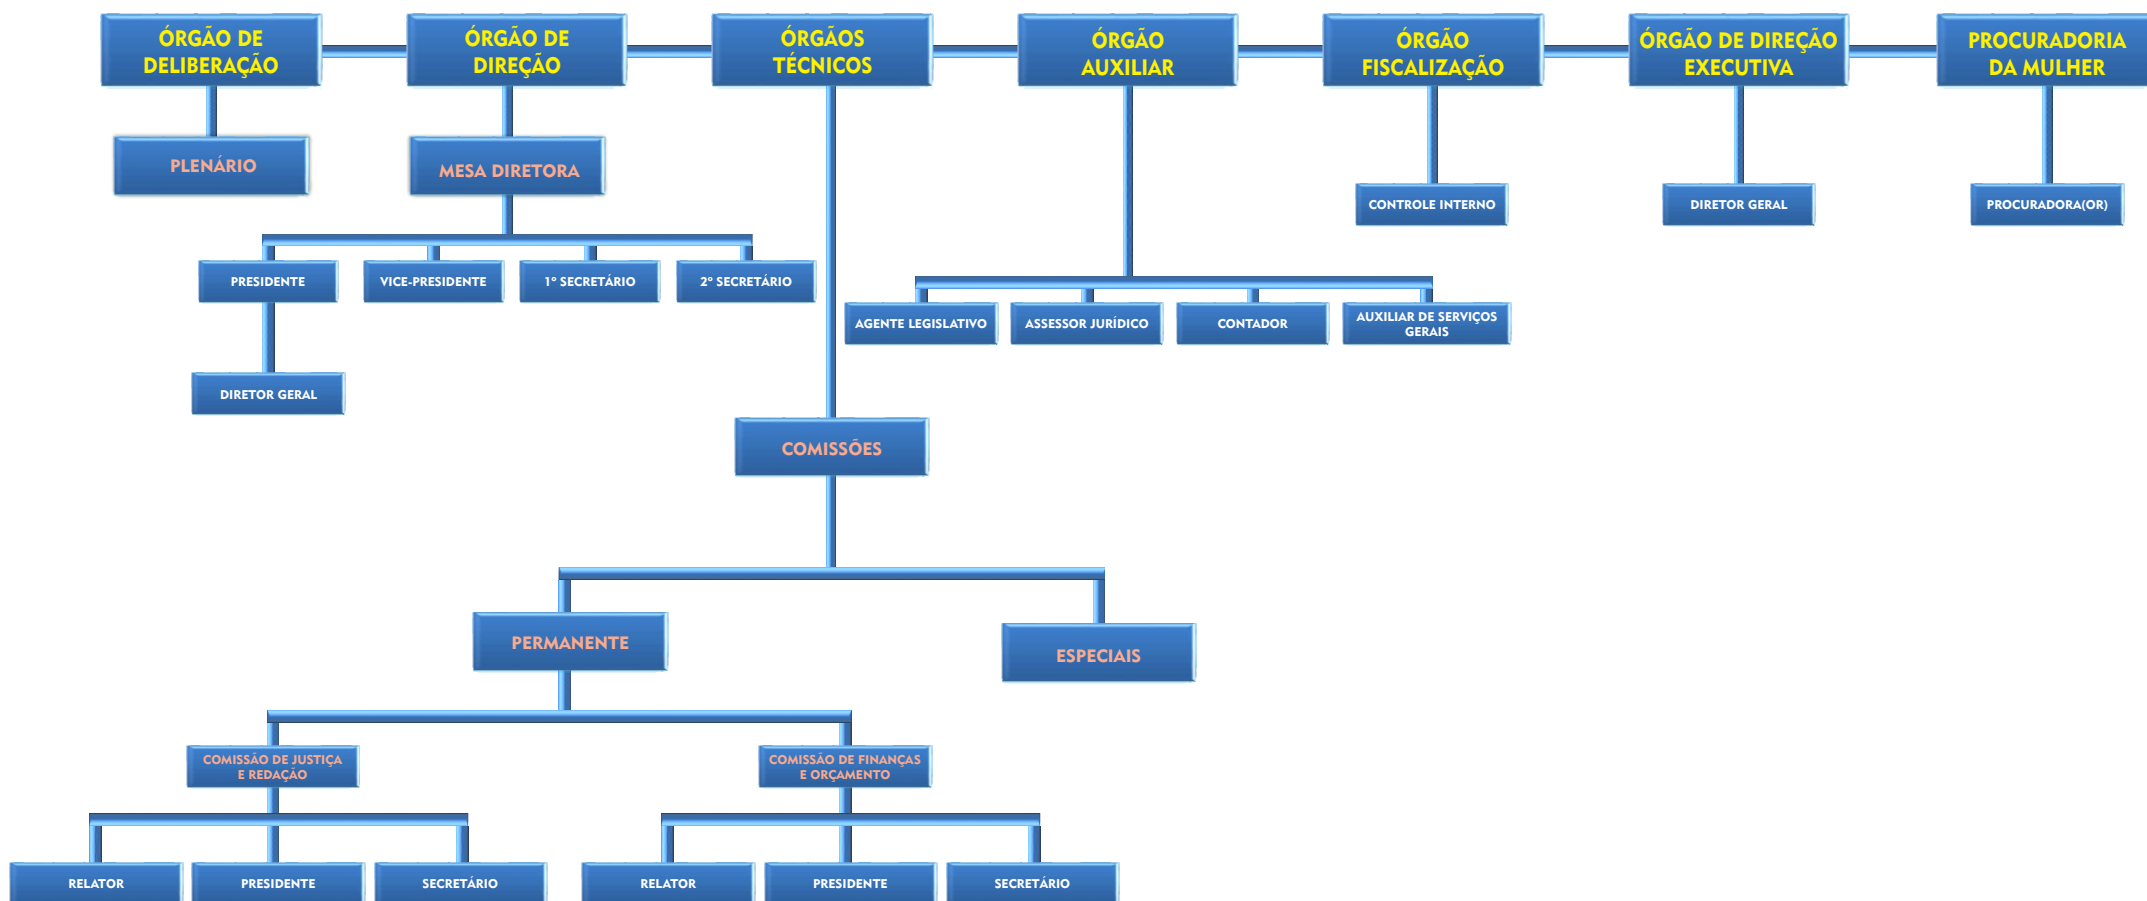 ÓRGÃO DE
DELIBERAÇÃO
ÓRGÃO DE
DIREÇÃO
ÓRGÃOS
TÉCNICOS
ÓRGÃO
AUXILIAR
ÓRGÃO
FISCALIZAÇÃO
ÓRGÃO DE DIREÇÃO
EXECUTIVA
PROCURADORIA
DA MULHER
PLENÁRIO
MESA DIRETORA
CONTROLE INTERNO
DIRETOR GERAL
PROCURADORA(OR)
PRESIDENTE
VICE-PRESIDENTE
1º SECRETÁRIO
2º SECRETÁRIO
AGENTE LEGISLATIVO
ASSESSOR JURÍDICO
CONTADOR
AUXILIAR DE SERVIÇOS
GERAIS
DIRETOR GERAL
COMISSÕES
PERMANENTE
ESPECIAIS
COMISSÃO DE JUSTIÇA
E REDAÇÃO
COMISSÃO DE FINANÇAS
E ORÇAMENTO
RELATOR
PRESIDENTE
SECRETÁRIO
RELATOR
PRESIDENTE
SECRETÁRIO